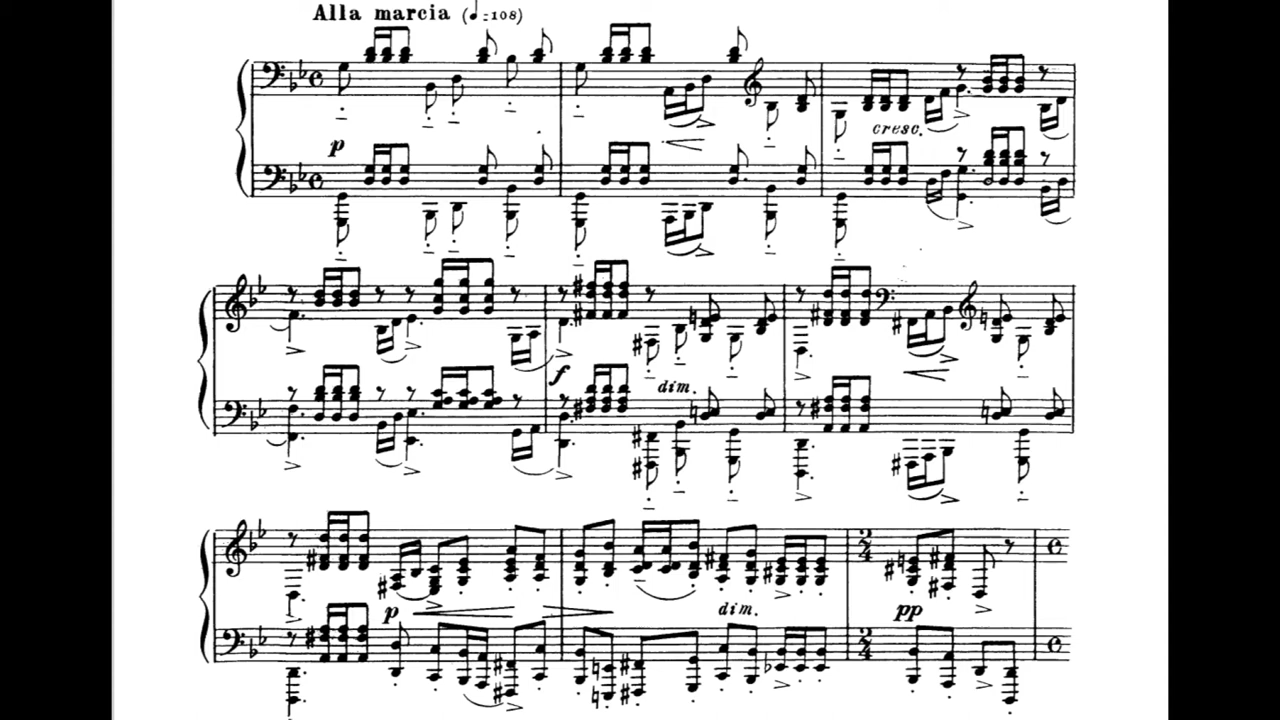 Alla marcia (♩=108)
p
cresc.
f
dim.
p
dim.
pp